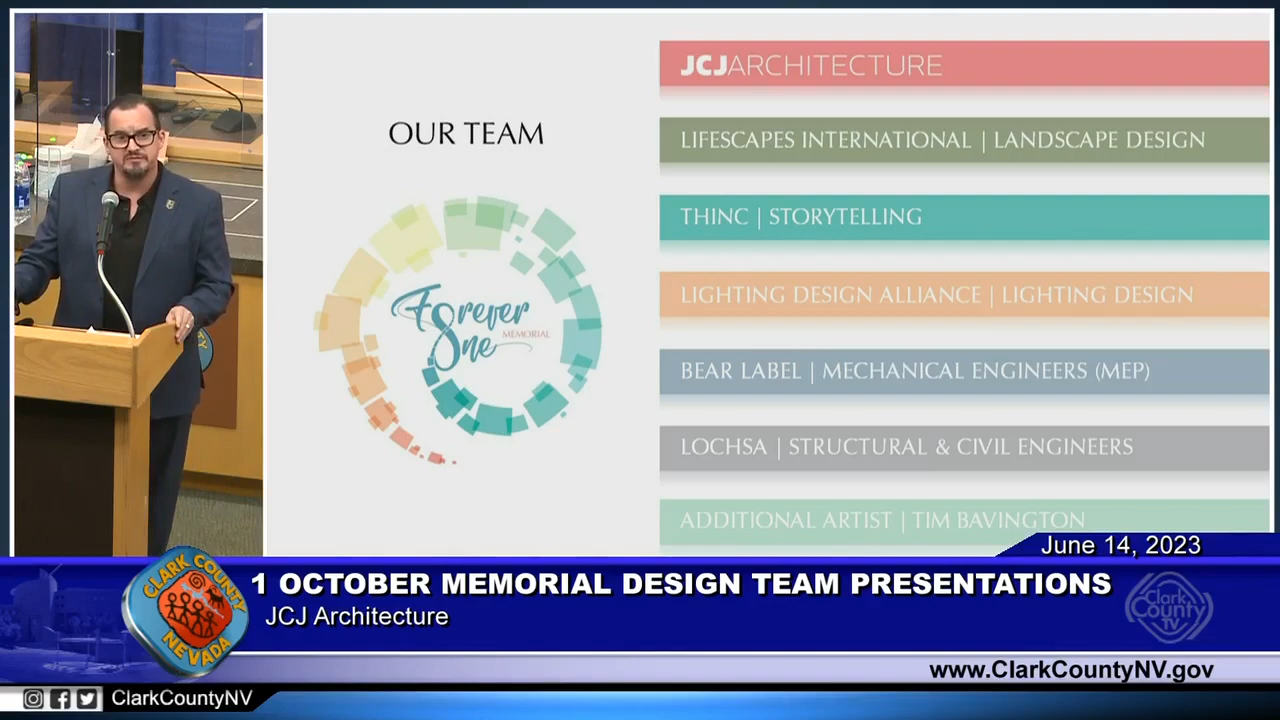 OUR TEAM
Forever
One
MEMORIAL
JCJARCHITECTURE
LIFESCAPES INTERNATIONAL | LANDSCAPE DESIGN
THINC | STORYTELLING
LIGHTING DESIGN ALLIANCE | LIGHTING DESIGN
BEAR LABEL | MECHANICAL ENGINEERS (MEP)
LOCHSA | STRUCTURAL & CIVIL ENGINEERS
ADDITIONAL ARTIST | TIM BAVINGTON
June 14, 2023
CLARK COUNTY
NEVADA
1 OCTOBER MEMORIAL DESIGN TEAM PRESENTATIONS
JCJ Architecture
Clark
County
TV
www.ClarkCountyNV.gov
ClarkCountyNV